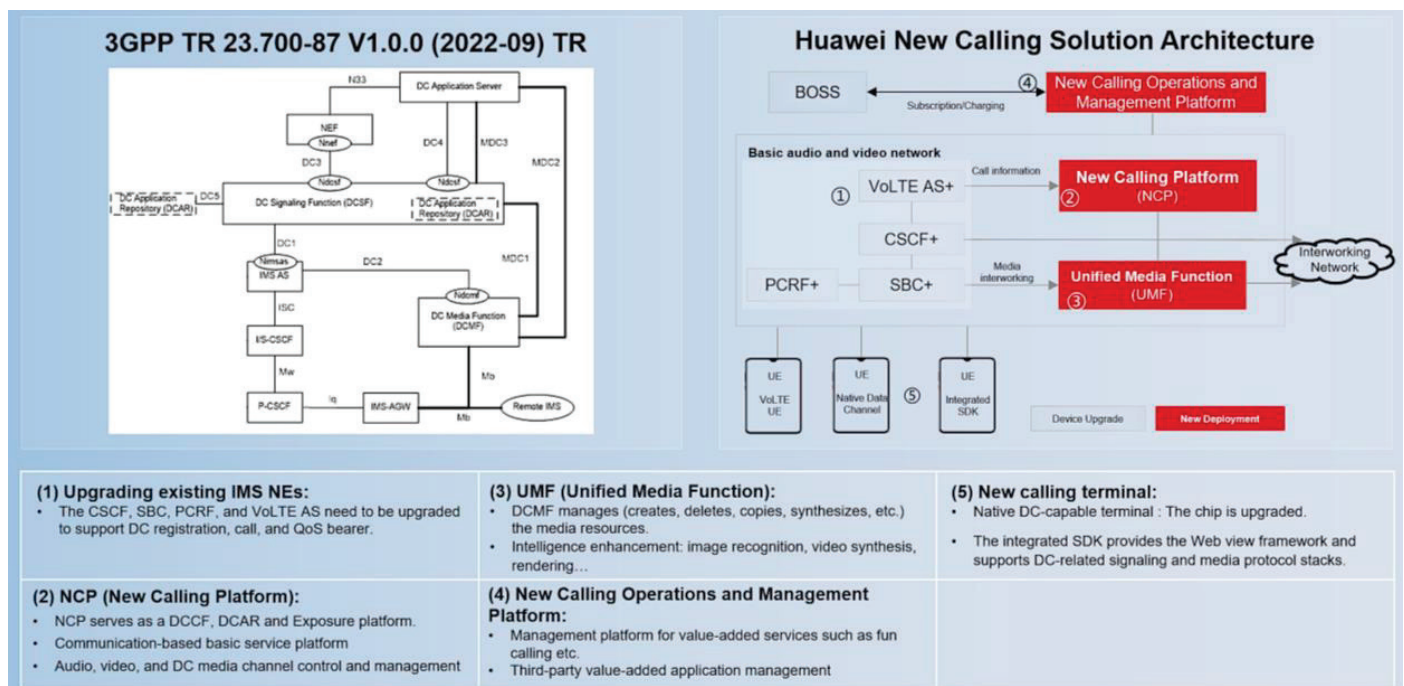 3GPP TR 23.700-87 V1.0.0 (2022-09) TR
N33
DC Application Server
NEF
Nnef
DC4
MDC3
MDC2
DC3
Ndcsf
Ndcsf
DC Application
Repository (DCAR)
DC5
DC Signaling Function (DCSF)
DC Application
Repository (DCAR)
DC1
Nimsas
IMS AS
DC2
MDC1
Ndcmf
DC Media Function
(DCMF)
ISC
I/S-CSCF
Mw
Mb
P-CSCF
Iq
IMS-AGW
Mb
Remote IMS
Huawei New Calling Solution Architecture
BOSS
④
New Calling Operations and
Management Platform
Subscription/Charging
Basic audio and video network
①
VoLTE AS+
Call information
New Calling Platform
②
(NCP)
CSCF+
Interworking
Network
PCRF+
SBC+
Media
interworking
Unified Media Function
③
(UMF)
UE
VoLTE
UE
UE
Native Data
Channel
⑤
UE
Integrated
SDK
Device Upgrade
New Deployment
(1) Upgrading existing IMS NEs:
• The CSCF, SBC, PCRF, and VoLTE AS need to be upgraded
to support DC registration, call, and QoS bearer.
(2) NCP (New Calling Platform):
• NCP serves as a DCCF, DCAR and Exposure platform.
• Communication-based basic service platform
• Audio, video, and DC media channel control and management
(3) UMF (Unified Media Function):
• DCMF manages (creates, deletes, copies, synthesizes, etc.)
the media resources.
• Intelligence enhancement: image recognition, video synthesis,
rendering…
(4) New Calling Operations and Management
Platform:
• Management platform for value-added services such as fun
calling etc.
• Third-party value-added application management
(5) New calling terminal:
• Native DC-capable terminal : The chip is upgraded.
• The integrated SDK provides the Web view framework and
supports DC-related signaling and media protocol stacks.